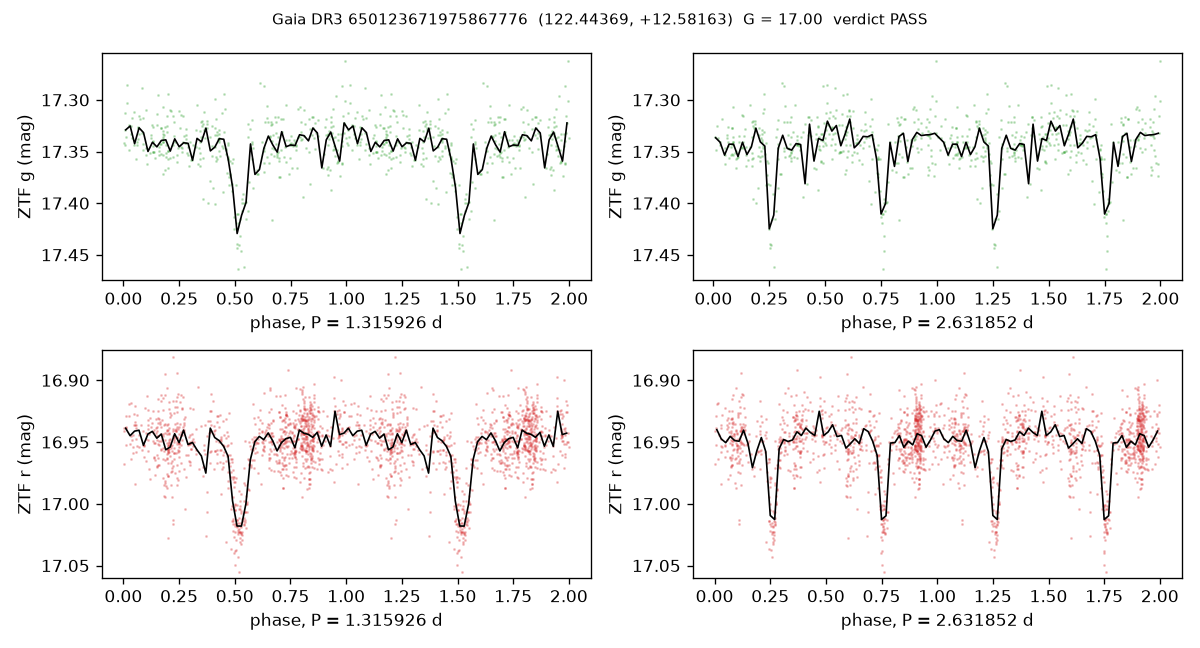 Gaia DR3 650123671975867776 (122.44369, +12.58163) G = 17.00 verdict PASS
ZTF g (mag)
17.30
17.35
17.40
17.45
0.00 0.25 0.50 0.75 1.00 1.25 1.50 1.75 2.00
phase, P = 1.315926 d
ZTF g (mag)
17.30
17.35
17.40
17.45
0.00 0.25 0.50 0.75 1.00 1.25 1.50 1.75 2.00
phase, P = 2.631852 d
ZTF r (mag)
16.90
16.95
17.00
17.05
0.00 0.25 0.50 0.75 1.00 1.25 1.50 1.75 2.00
phase, P = 1.315926 d
ZTF r (mag)
16.90
16.95
17.00
17.05
0.00 0.25 0.50 0.75 1.00 1.25 1.50 1.75 2.00
phase, P = 2.631852 d